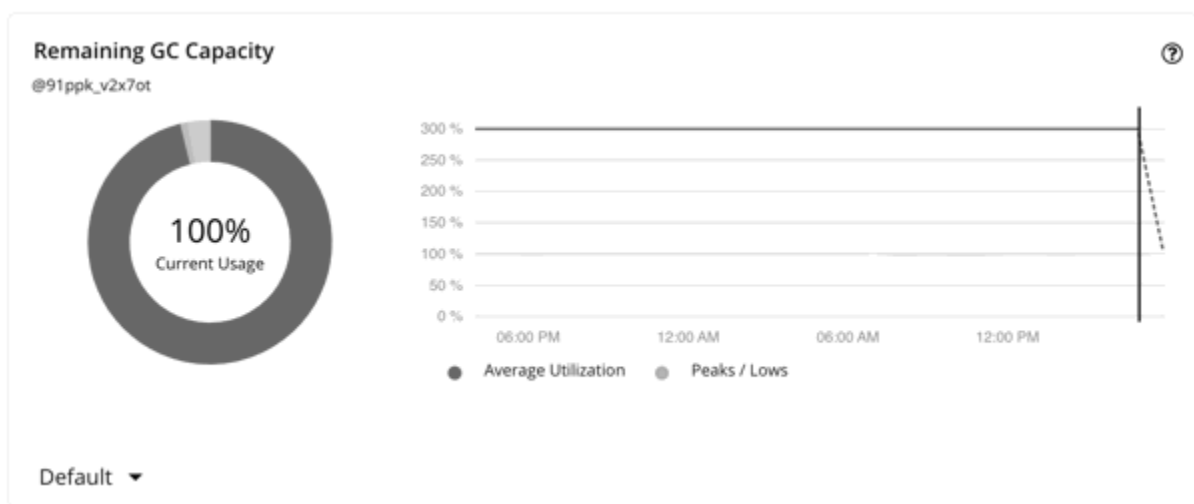 Remaining GC Capacity
@91ppk_v2x7ot
100%
Current Usage
300 %
250 %
200 %
150 %
100 %
50 %
0 %
06:00 PM 12:00 AM 06:00 AM 12:00 PM
Average Utilization Peaks / Lows
Default